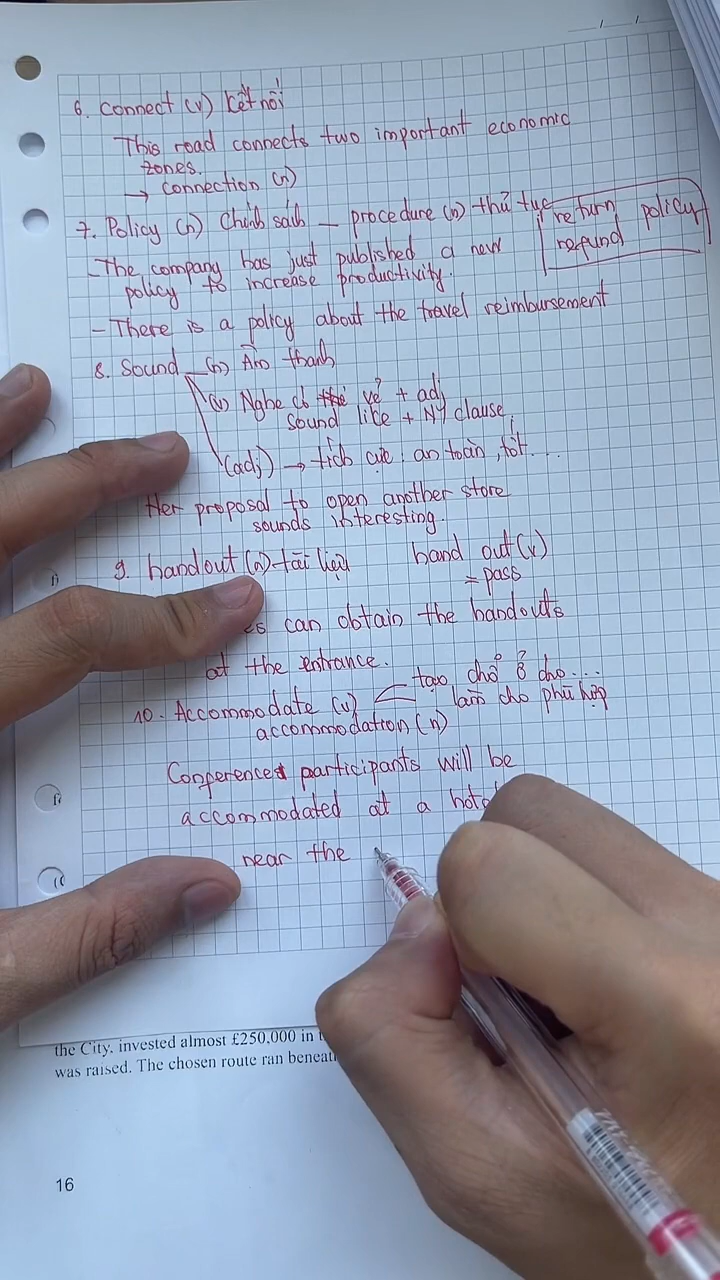 6. Connect (v) kết nối
This road connects two important economic
zones.
→ connection (n)
7. Policy (n) Chính sách — procedure (n) thủ tục
return policy
refund
- The company has just published a new
policy to increase productivity.
- There is a policy about the travel reimbursement
8. Sound (n) Âm thanh
(v) Nghe có vẻ + adj
sound like + N/clause
(adj) → tích cực, an toàn, tốt...
Her proposal to open another store
sounds interesting.
9. handout (n) tài liệu hand out (v)
= pass
es can obtain the handouts
at the entrance.
10. Accommodate (v) tạo chỗ ở cho...
làm cho phù hợp
accommodation (n)
Conference participants will be
accommodated at a hote
near the
the City, invested almost £250,000 in
was raised. The chosen route ran beneat
16